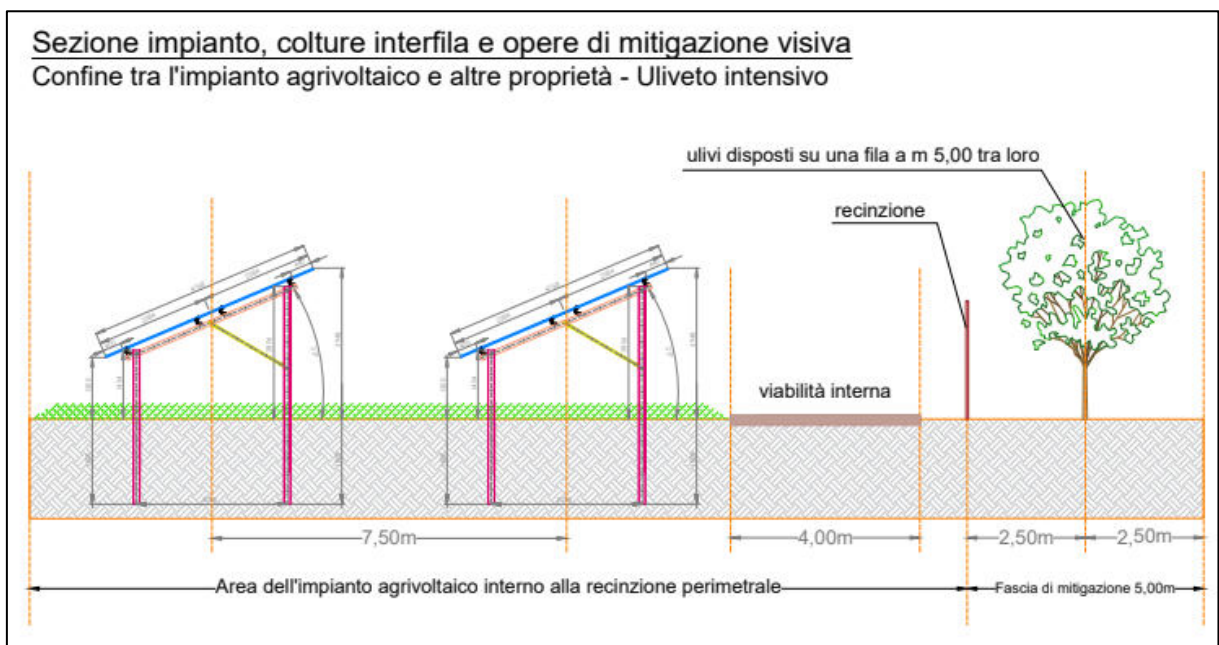 Sezione impianto, colture interfila e opere di mitigazione visiva
Confine tra l'impianto agrivoltaico e altre proprietà - Uliveto intensivo
ulivi disposti su una fila a m 5,00 tra loro
recinzione
viabilità interna
7,50m
4,00m
2,50m
2,50m
Area dell'impianto agrivoltaico interno alla recinzione perimetrale
Fascia di mitigazione 5,00m